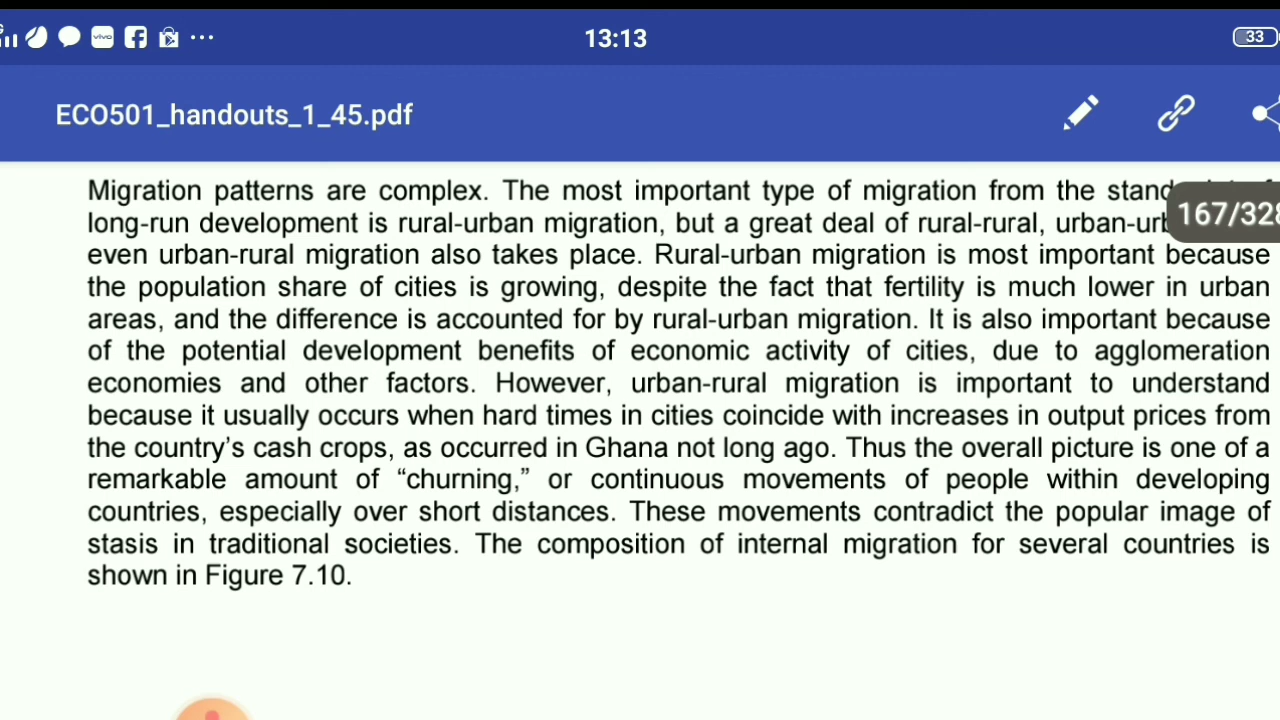 vivo
13:13
33
ECO501_handouts_1_45.pdf
Migration patterns are complex. The most important type of migration from the
167/328
long-run development is rural-urban migration, but a great deal of rural-rural,
even urban-rural migration also takes place. Rural-urban migration is most important because
the population share of cities is growing, despite the fact that fertility is much lower in urban
areas, and the difference is accounted for by rural-urban migration. It is also important because
of the potential development benefits of economic activity of cities, due to agglomeration
economies and other factors. However, urban-rural migration is important to understand
because it usually occurs when hard times in cities coincide with increases in output prices from
the country’s cash crops, as occurred in Ghana not long ago. Thus the overall picture is one of a
remarkable amount of “churning,” or continuous movements of people within developing
countries, especially over short distances. These movements contradict the popular image of
stasis in traditional societies. The composition of internal migration for several countries is
shown in Figure 7.10.